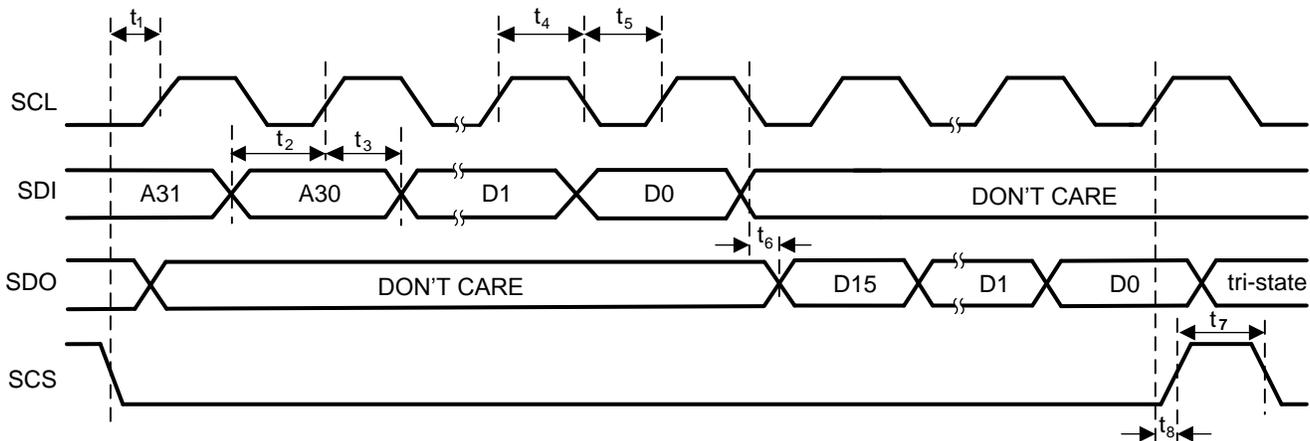 t1 t4 t5
SCL
t2 t3
SDI A31 A30 D1 D0 DON'T CARE
t6
SDO DON'T CARE D15 D1 D0 tri-state
t7
SCS
t8